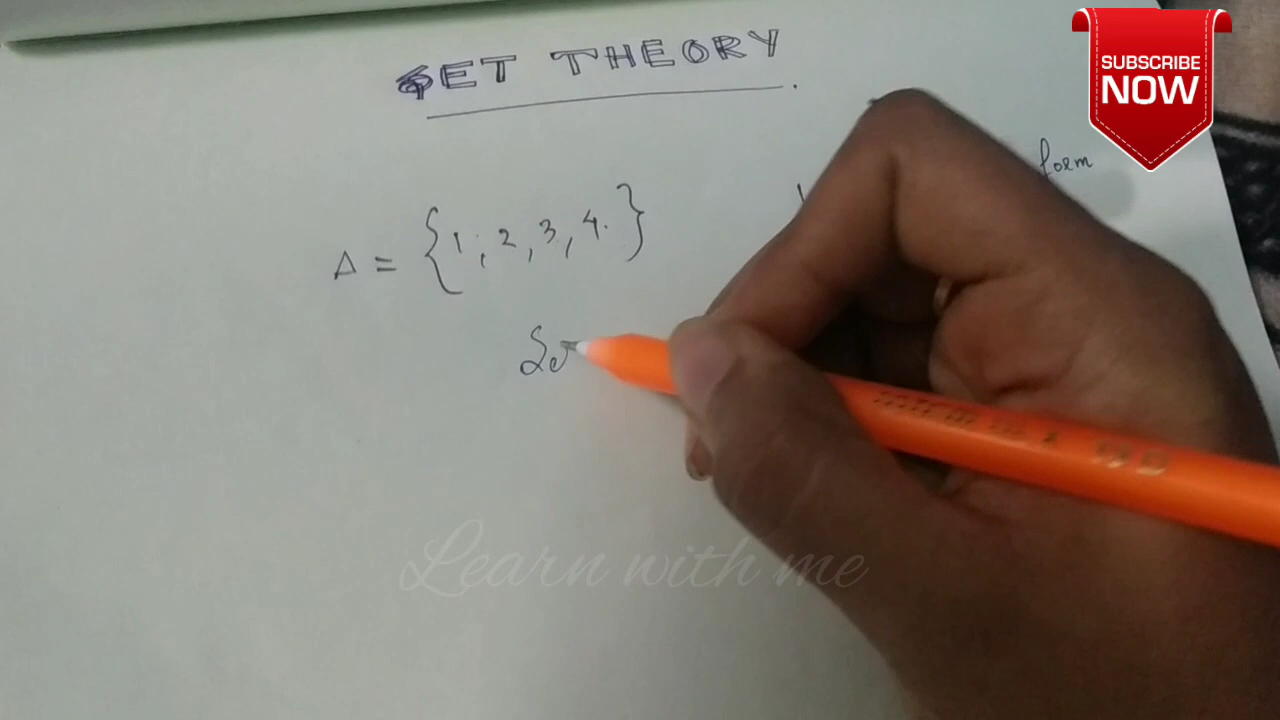 SET THEORY.
SUBSCRIBE
NOW
form
A = {1, 2, 3, 4.}
Learn with me